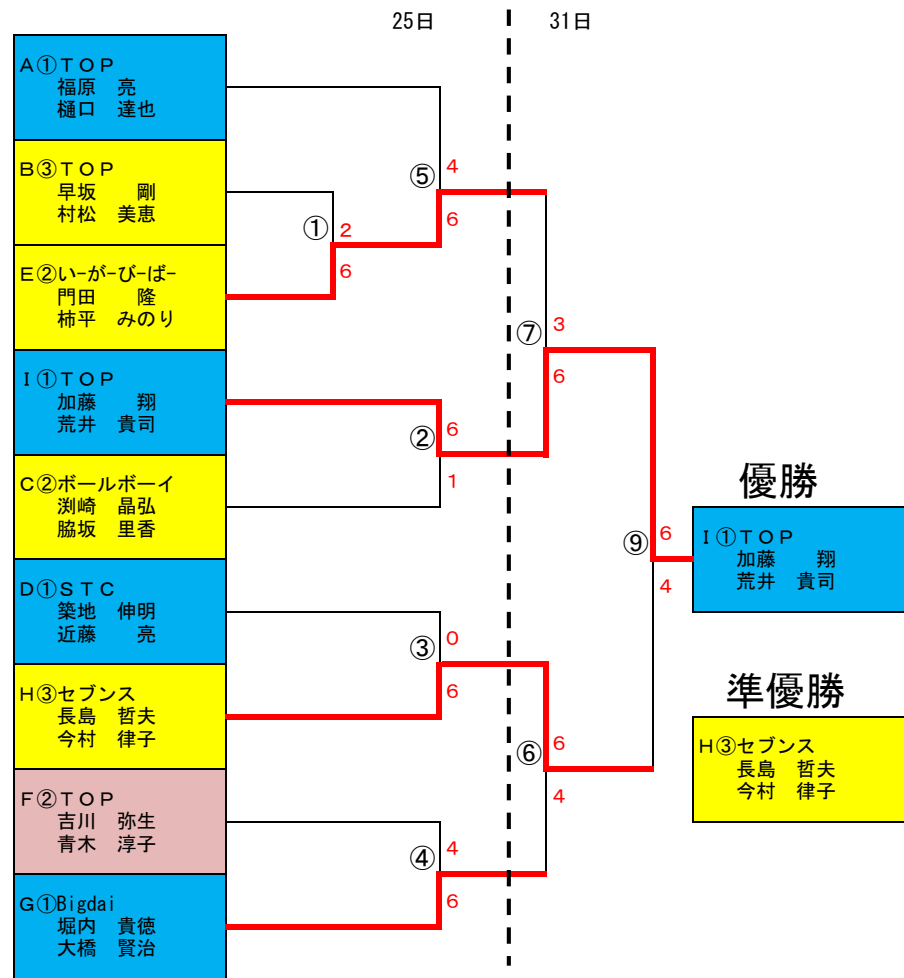 25日 31日
A①ＴＯＰ
福原　亮
樋口　達也
B③ＴＯＰ
早坂　　剛
村松　美恵
E②い-が-び-ば-
門田　　隆
柿平　みのり
I①ＴＯＰ
加藤　　翔
荒井　貴司
C②ボールボーイ
渕崎　晶弘
脇坂　里香
D①ＳＴＣ
築地　伸明
近藤　　亮
H③セブンス
長島　哲夫
今村　律子
F②ＴＯＰ
吉川　弥生
青木　淳子
G①Bigdai
堀内　貴徳
大橋　賢治
① 2
6
⑤ 4
6
② 6
1
③ 0
6
④ 4
6
⑦ 3
6
⑥ 6
4
⑨ 6
4
優勝
I①ＴＯＰ
加藤　　翔
荒井　貴司
準優勝
H③セブンス
長島　哲夫
今村　律子